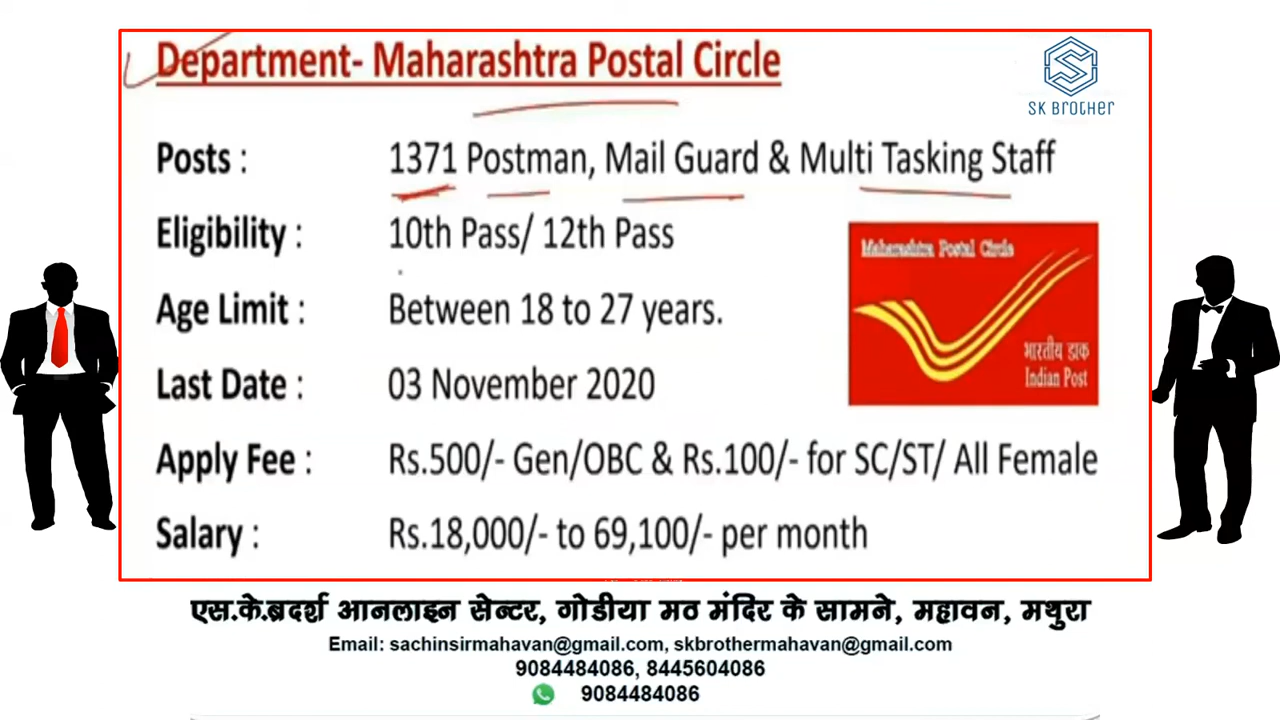 Department- Maharashtra Postal Circle
SK Brother
Posts : 1371 Postman, Mail Guard & Multi Tasking Staff
Eligibility : 10th Pass/ 12th Pass
Maharashtra Postal Circle
Age Limit : Between 18 to 27 years.
भारतीय डाक
Indian Post
Last Date : 03 November 2020
Apply Fee : Rs.500/- Gen/OBC & Rs.100/- for SC/ST/ All Female
Salary : Rs.18,000/- to 69,100/- per month
एस.के.ब्रदर्श आनलाइन सेन्टर, गोडीया मठ मंदिर के सामने, महावन, मथुरा
Email: sachinsirmahavan@gmail.com, skbrothermahavan@gmail.com
9084484086, 8445604086
9084484086